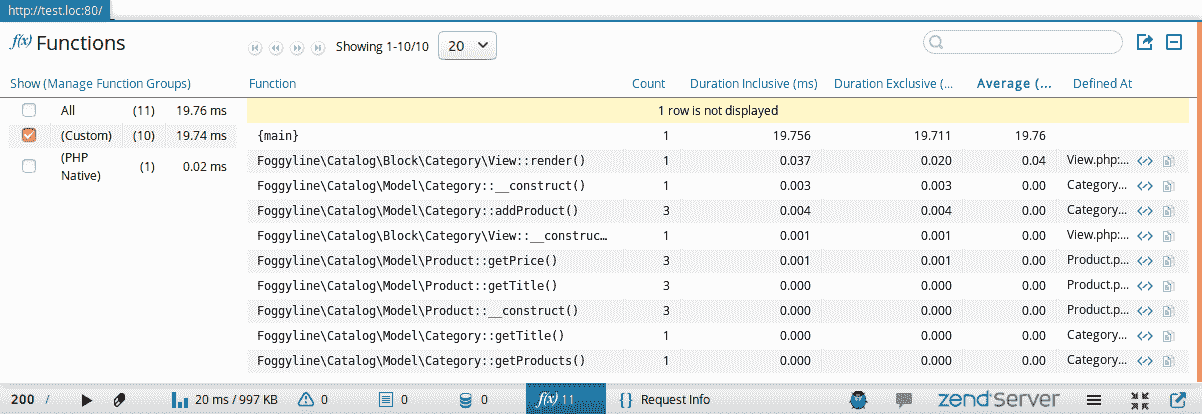 http://test.loc:80/
f(x) Functions
Showing 1-10/10
20
Show (Manage Function Groups)
Function Count Duration Inclusive (ms) Duration Exclusive (... Average (... Defined At
All (11) 19.76 ms
1 row is not displayed
(Custom) (10) 19.74 ms
{main} 1 19.756 19.711 19.76
(PHP Native) (1) 0.02 ms
Foggyline\Catalog\Block\Category\View::render() 1 0.037 0.020 0.04 View.php:...
Foggyline\Catalog\Model\Category::__construct() 1 0.003 0.003 0.00 Category...
Foggyline\Catalog\Model\Category::addProduct() 3 0.004 0.004 0.00 Category...
Foggyline\Catalog\Block\Category\View::__construc… 1 0.001 0.001 0.00 View.php:...
Foggyline\Catalog\Model\Product::getPrice() 3 0.001 0.001 0.00 Product.p...
Foggyline\Catalog\Model\Product::getTitle() 3 0.000 0.000 0.00 Product.p...
Foggyline\Catalog\Model\Product::__construct() 3 0.000 0.000 0.00 Product.p...
Foggyline\Catalog\Model\Category::getTitle() 1 0.000 0.000 0.00 Category...
Foggyline\Catalog\Model\Category::getProducts() 1 0.000 0.000 0.00 Category...
200 / 20 ms / 997 KB 0 0 0 f(x) 11 {} Request Info zendServer